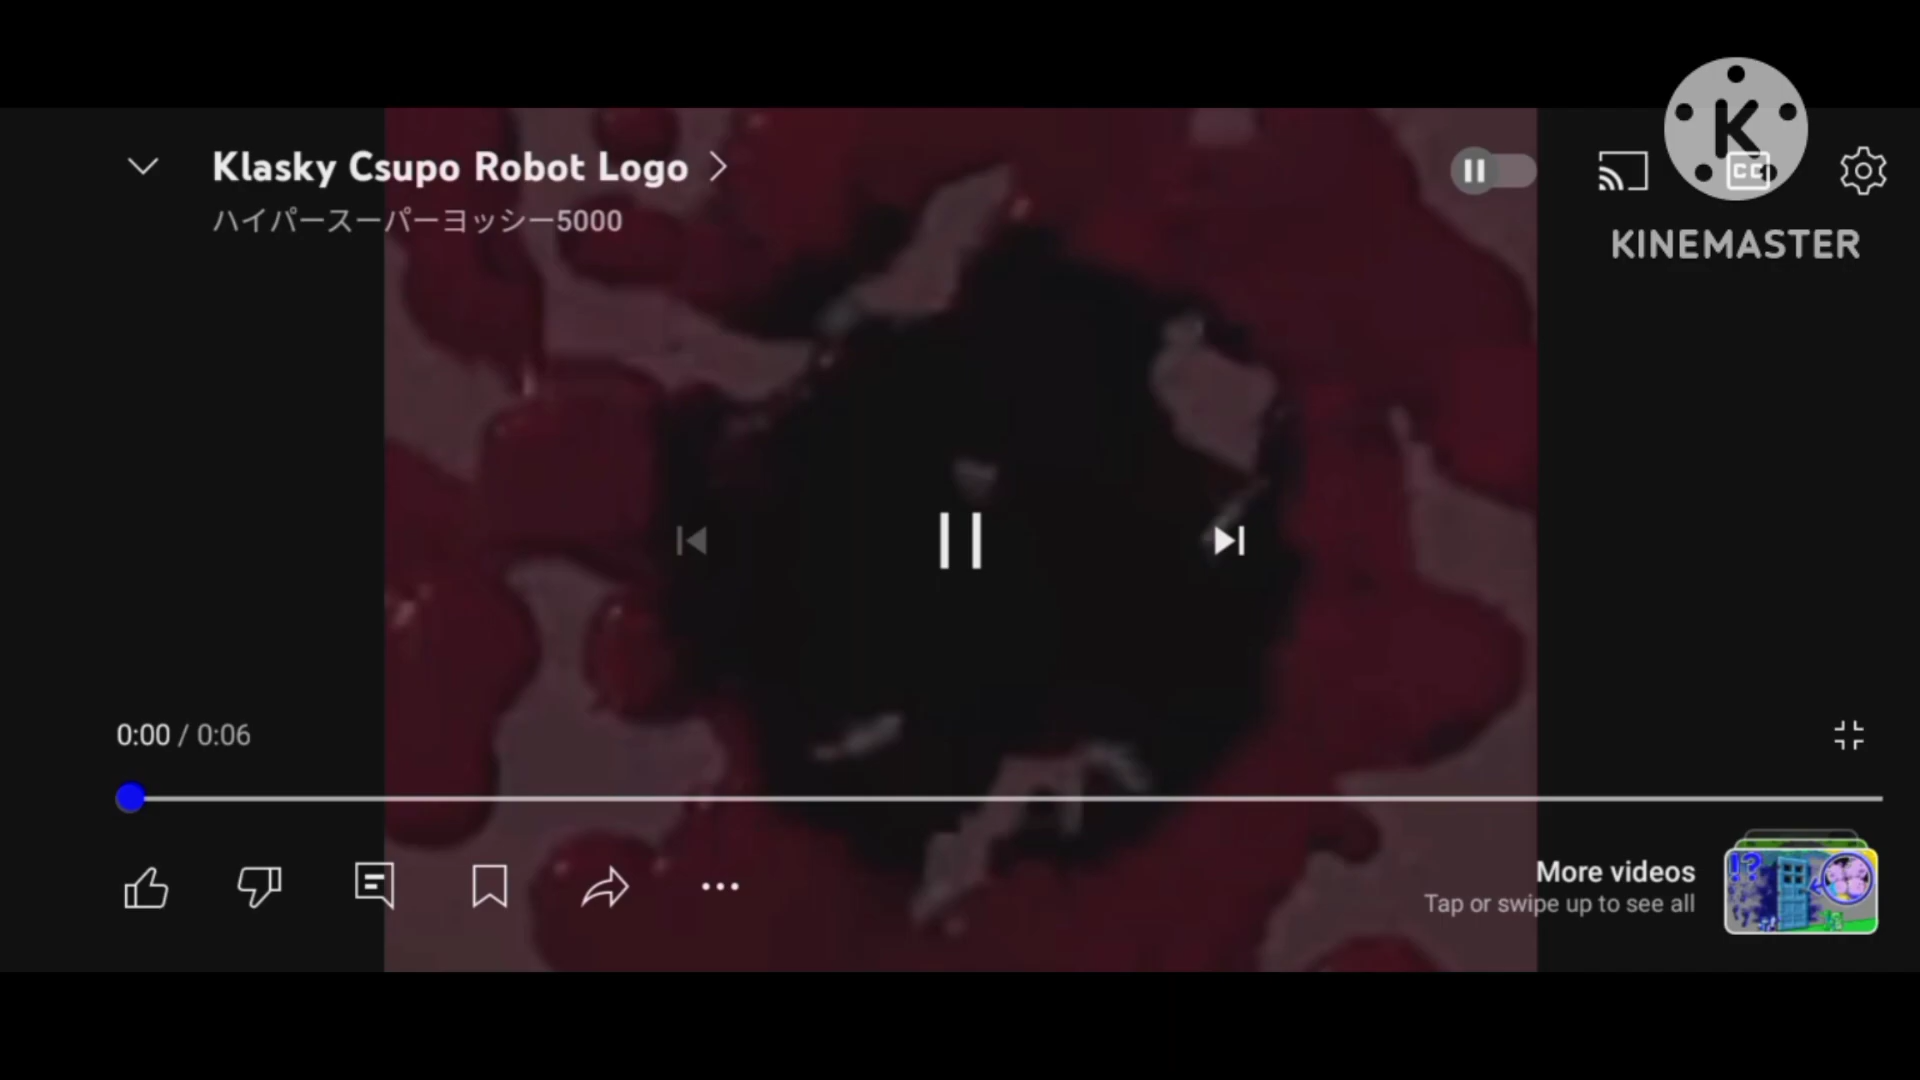 Klasky Csupo Robot Logo
ハイパースーパーヨッシー5000
K
CC
KINEMASTER
0:00 / 0:06
More videos
Tap or swipe up to see all
!?